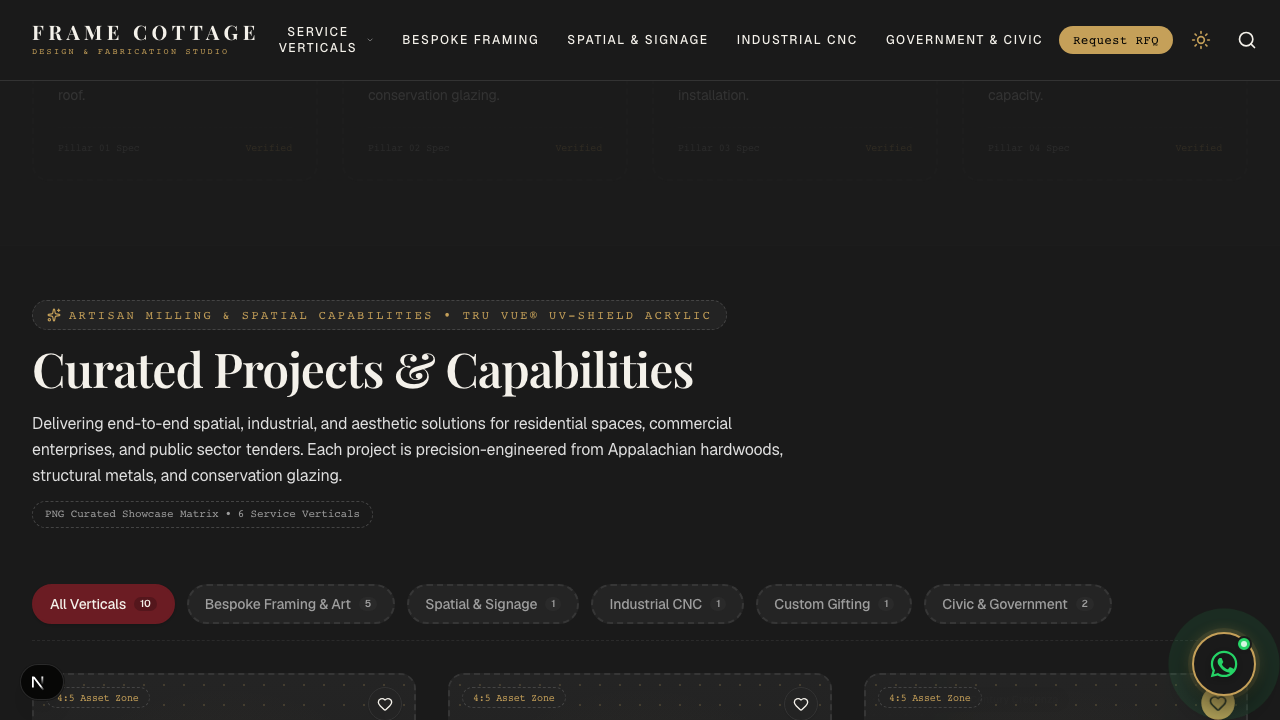 FRAME COTTAGE
DESIGN & FABRICATION STUDIO
SERVICE VERTICALS
BESPOKE FRAMING
SPATIAL & SIGNAGE
INDUSTRIAL CNC
GOVERNMENT & CIVIC
Request RFQ
roof.
conservation glazing.
installation.
capacity.
Pillar 01 Spec
Verified
Pillar 02 Spec
Verified
Pillar 03 Spec
Verified
Pillar 04 Spec
Verified
ARTISAN MILLING & SPATIAL CAPABILITIES • TRU VUE® UV-SHIELD ACRYLIC
Curated Projects & Capabilities
Delivering end-to-end spatial, industrial, and aesthetic solutions for residential spaces, commercial
enterprises, and public sector tenders. Each project is precision-engineered from Appalachian hardwoods,
structural metals, and conservation glazing.
PNG Curated Showcase Matrix • 6 Service Verticals
All Verticals 10
Bespoke Framing & Art 5
Spatial & Signage 1
Industrial CNC 1
Custom Gifting 1
Civic & Government 2
N
4:5 Asset Zone
4:5 Asset Zone
4:5 Asset Zone